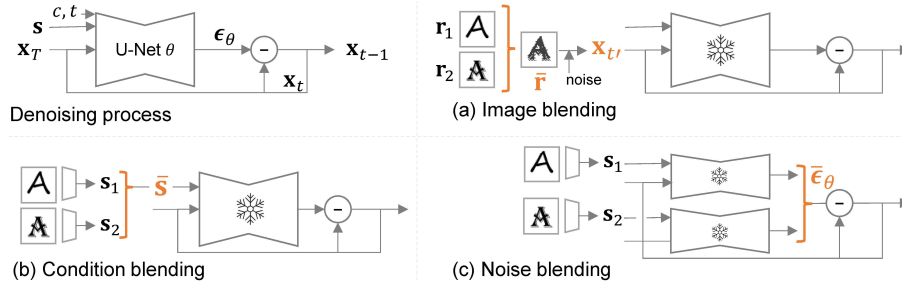 c, t
s
x_T
U-Net θ
ϵ_θ
−
x_{t−1}
x_t
Denoising process
r_1 A
r_2 A
A
r̄
noise
x_{t′}
−
(a) Image blending
A s_1
A s_2
s̄
−
(b) Condition blending
A s_1
A s_2
ϵ̄_θ
−
(c) Noise blending